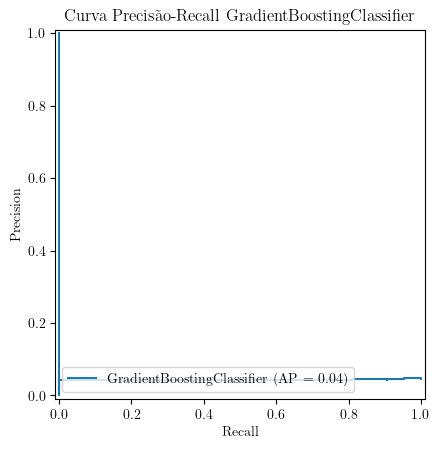 Curva Precisão-Recall GradientBoostingClassifier
1.0
0.8
0.6
0.4
0.2
0.0
Precision
GradientBoostingClassifier (AP = 0.04)
0.0 0.2 0.4 0.6 0.8 1.0
Recall